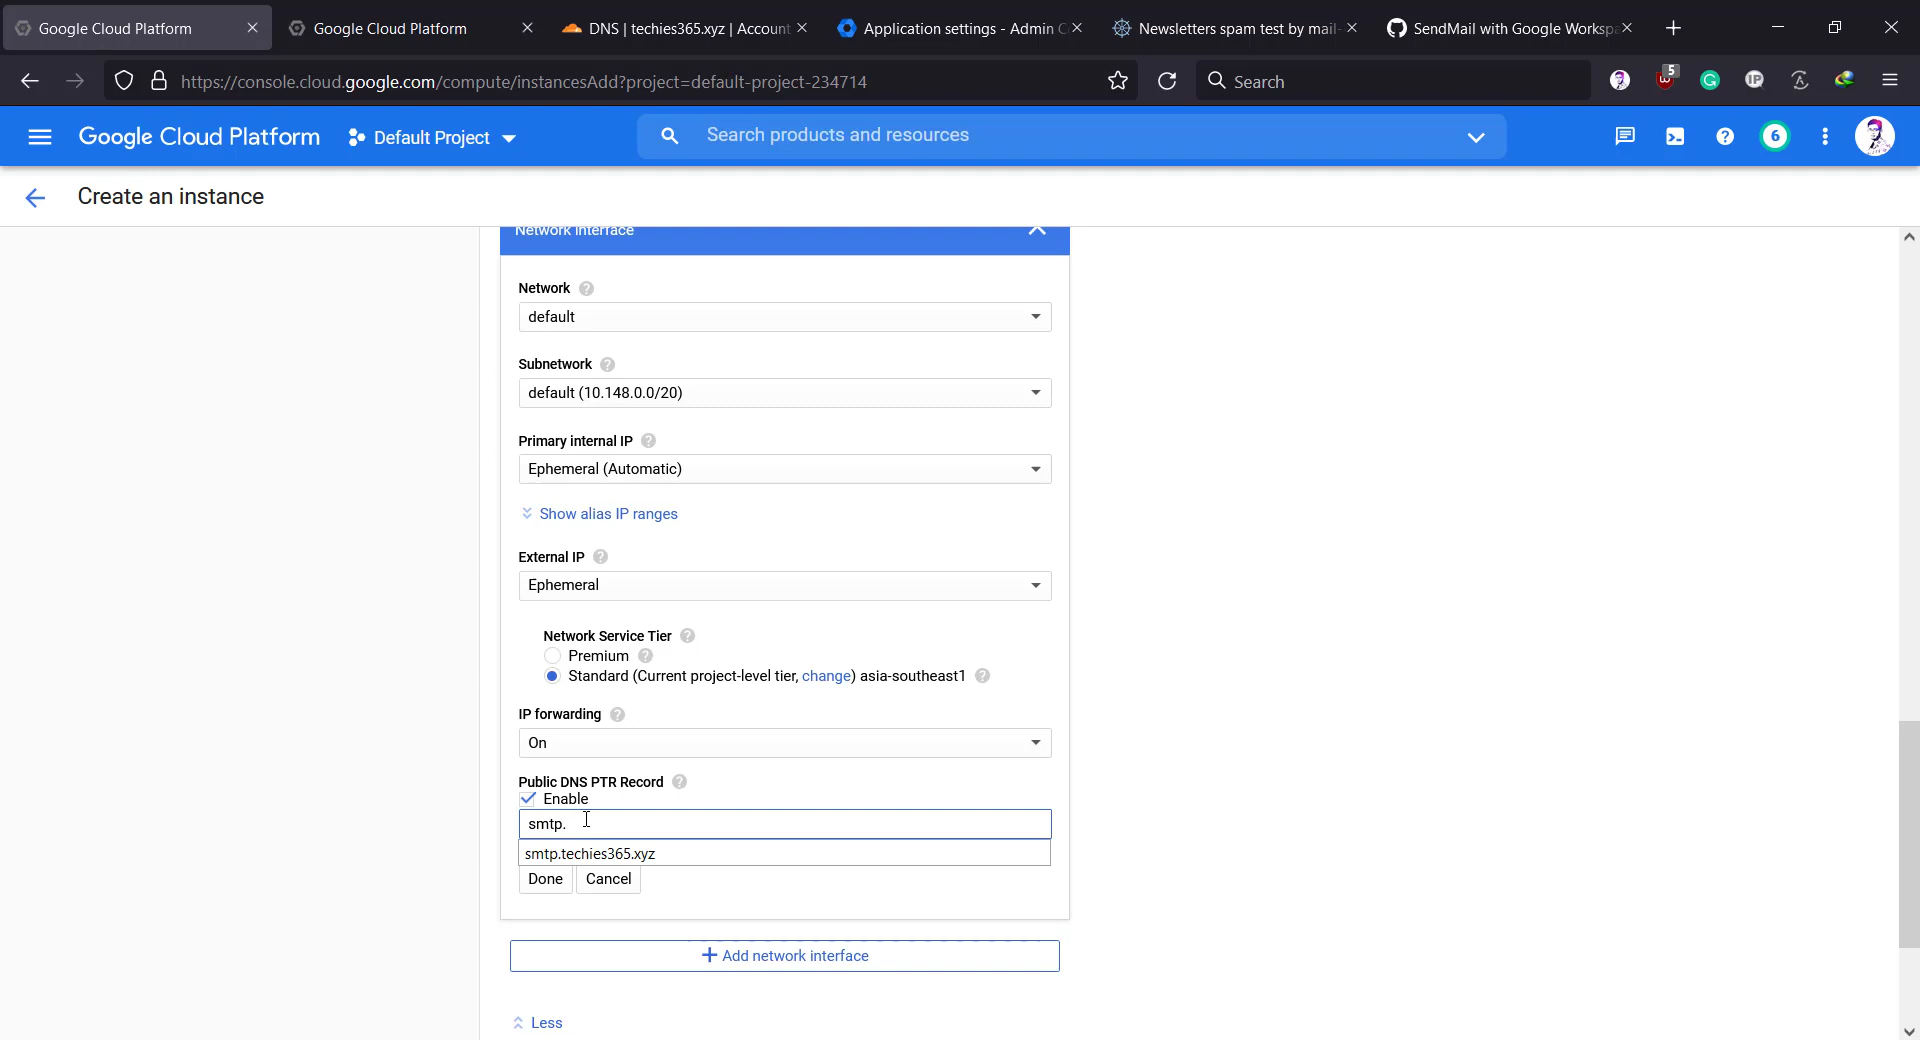 Google Cloud Platform
Google Cloud Platform
DNS | techies365.xyz | Account
Application settings - Admin C
Newsletters spam test by mail-
SendMail with Google Workspa
https://console.cloud.google.com/compute/instancesAdd?project=default-project-234714
Search
5
Google Cloud Platform
Default Project
Search products and resources
6
Create an instance
Network interface
Network
default
Subnetwork
default (10.148.0.0/20)
Primary internal IP
Ephemeral (Automatic)
Show alias IP ranges
External IP
Ephemeral
Network Service Tier
Premium
Standard (Current project-level tier, change) asia-southeast1
IP forwarding
On
Public DNS PTR Record
Enable
smtp.
smtp.techies365.xyz
Done Cancel
+ Add network interface
Less